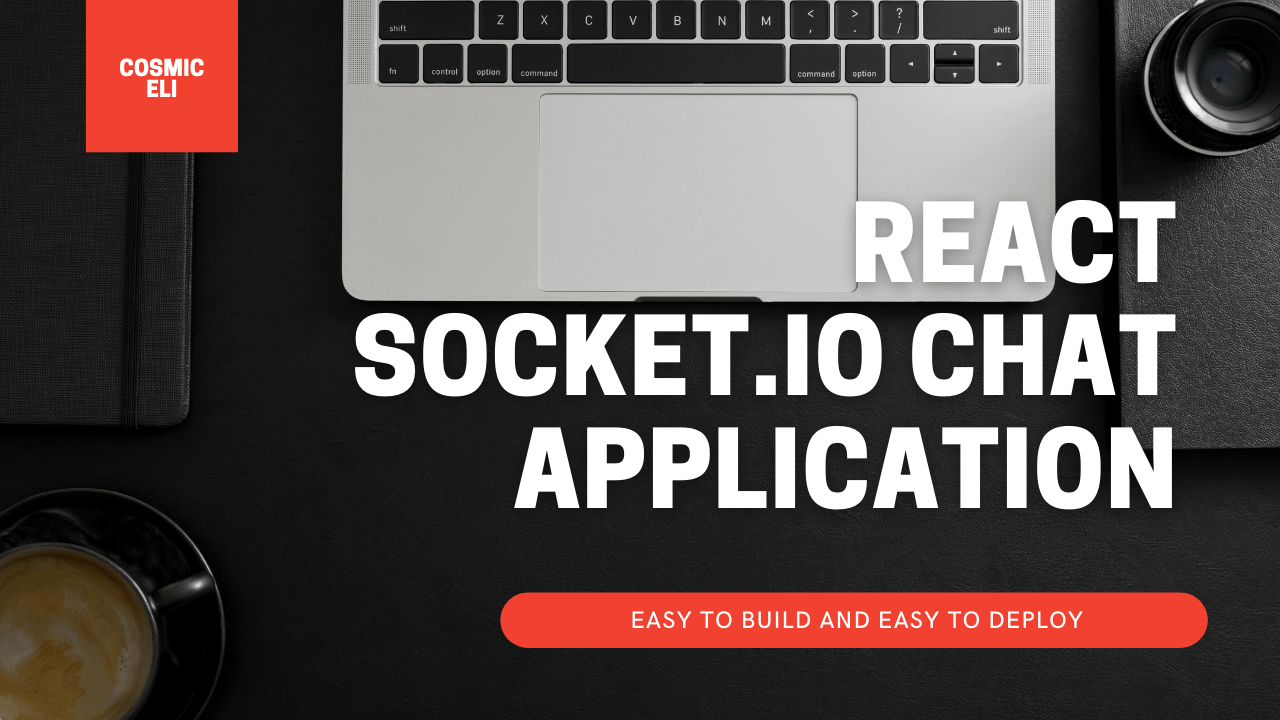 shift Z X C V B N M < , > . ? / shift
fn control option command command option ◄ ▲ ▼ ►
COSMIC
ELI
REACT
SOCKET.IO CHAT
APPLICATION
EASY TO BUILD AND EASY TO DEPLOY